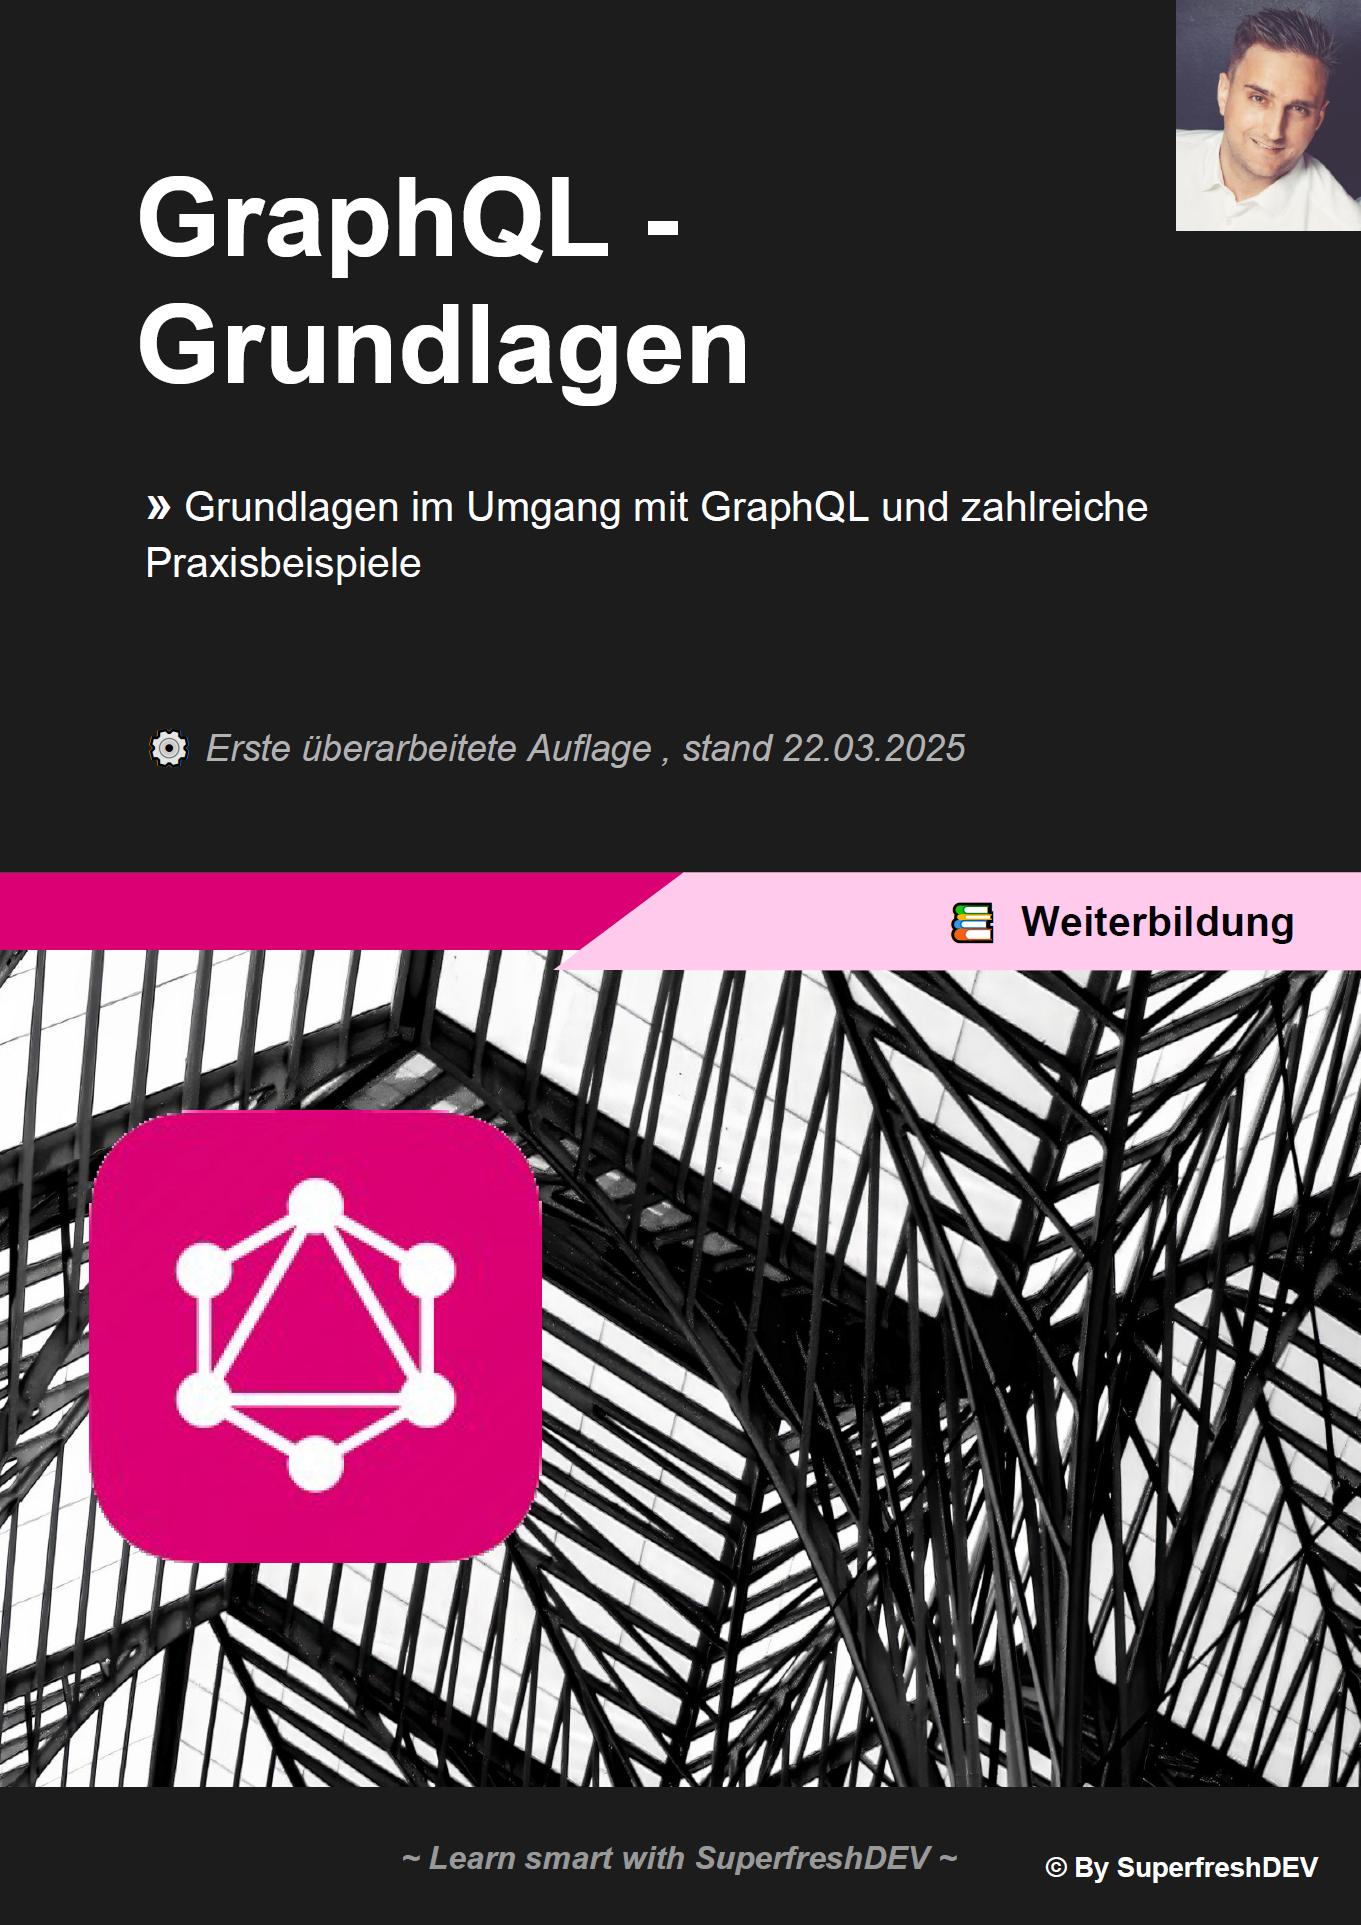 GraphQL -
Grundlagen
» Grundlagen im Umgang mit GraphQL und zahlreiche
Praxisbeispiele
Erste überarbeitete Auflage , stand 22.03.2025
Weiterbildung
~ Learn smart with SuperfreshDEV ~
© By SuperfreshDEV